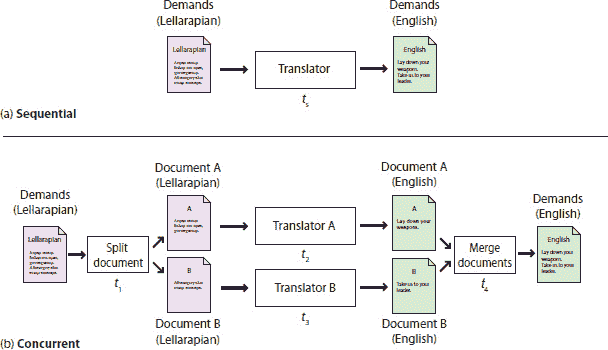 Demands
(Lellarapian)
Demands
(English)
Lellarapian
Translator
English
Lay down your
weapons.
Take us to your
leader.
ts
(a) Sequential
Document A
(Lellarapian)
Document A
(English)
Demands
(Lellarapian)
Demands
(English)
A
Translator A
A
Lay down your
weapons.
Lellarapian
Split
document
t2
Merge
documents
English
Lay down your
weapons.
Take us to your
leader.
t1
B
Translator B
B
Take us to your
leader.
t4
t3
Document B
(Lellarapian)
Document B
(English)
(b) Concurrent